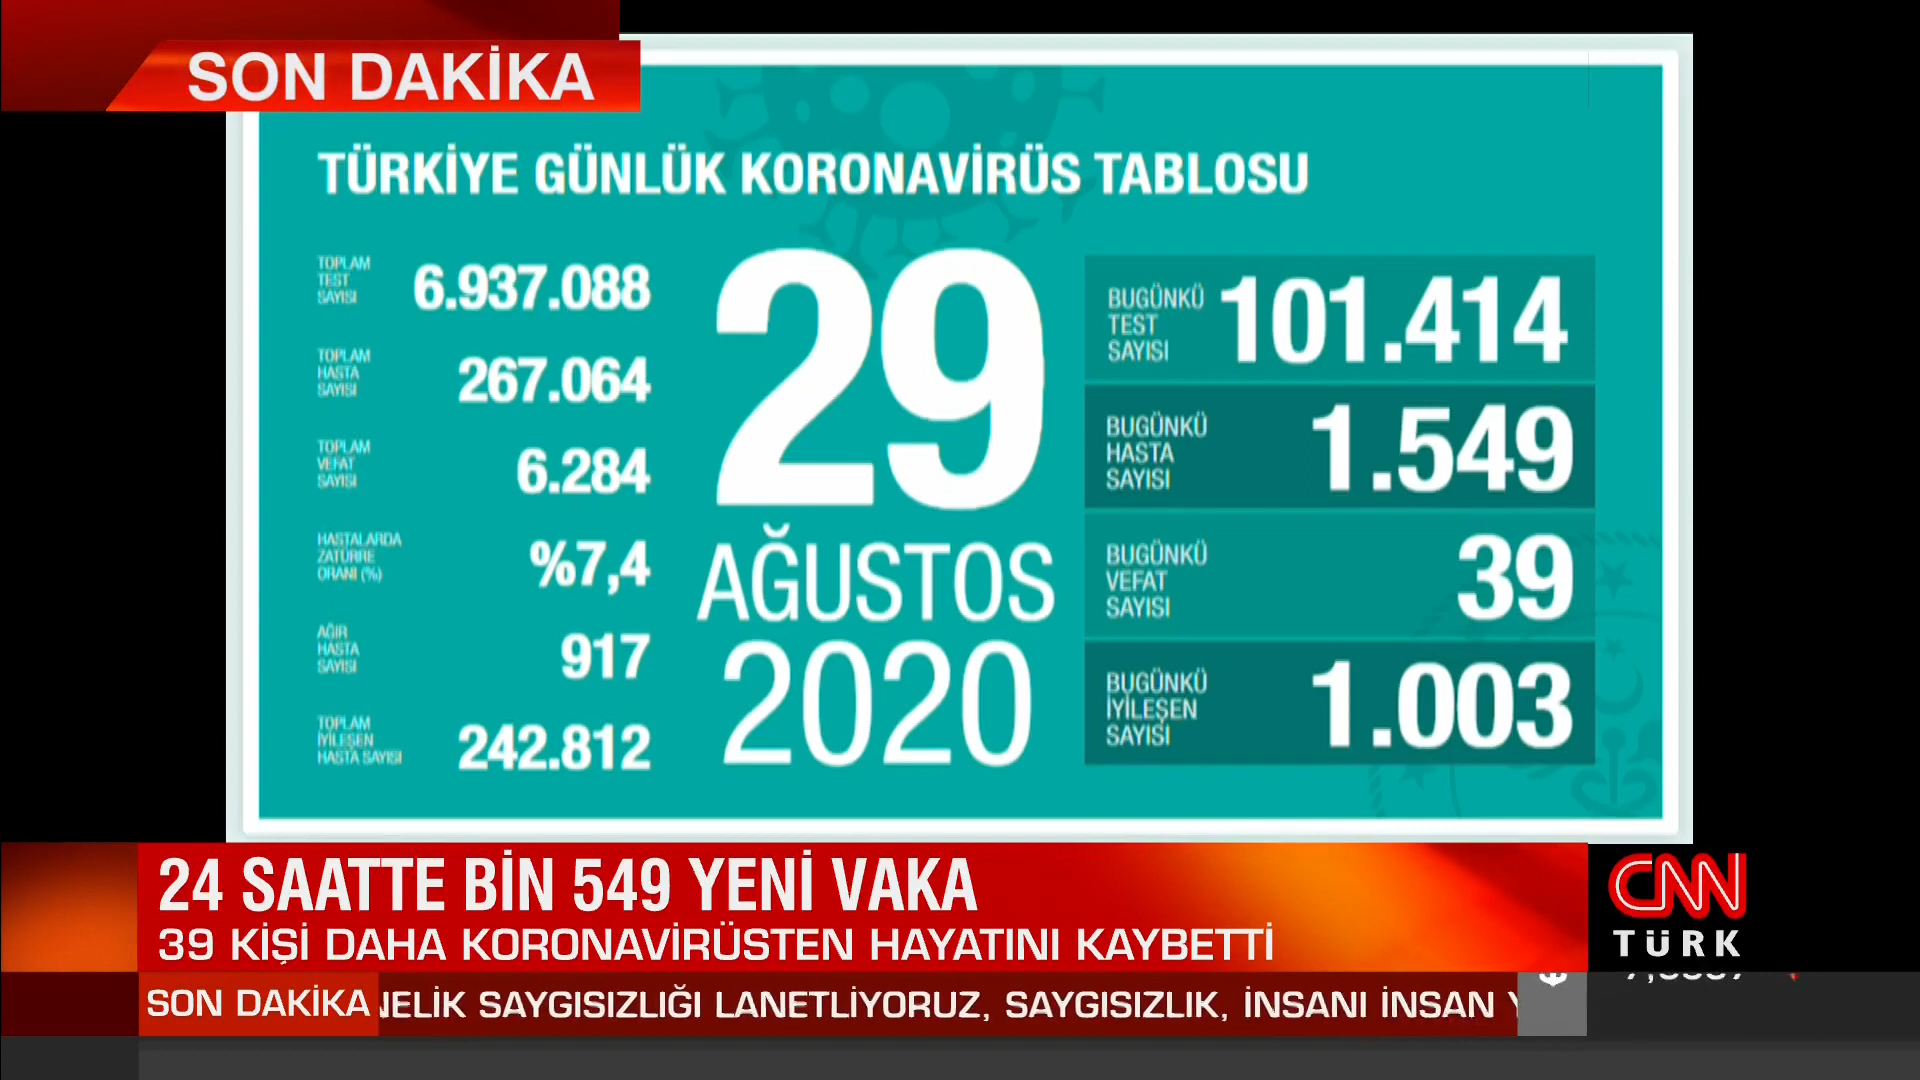 SON DAKİKA
TÜRKİYE GÜNLÜK KORONAVİRÜS TABLOSU
TOPLAM
TEST
SAYISI
6.937.088
TOPLAM
HASTA
SAYISI
267.064
TOPLAM
VEFAT
SAYISI
6.284
HASTALARDA
ZATÜRRE
ORANI (%)
%7,4
AĞIR
HASTA
SAYISI
917
TOPLAM
İYİLEŞEN
HASTA SAYISI
242.812
29
AĞUSTOS
2020
BUGÜNKÜ
TEST
SAYISI
101.414
BUGÜNKÜ
HASTA
SAYISI
1.549
BUGÜNKÜ
VEFAT
SAYISI
39
BUGÜNKÜ
İYİLEŞEN
SAYISI
1.003
24 SAATTE BİN 549 YENİ VAKA
39 KİŞİ DAHA KORONAVİRÜSTEN HAYATINI KAYBETTİ
CNN
TÜRK
SON DAKİKA
NELİK SAYGISIZLIĞI LANETLİYORUZ, SAYGISIZLIK, İNSANI İNSAN